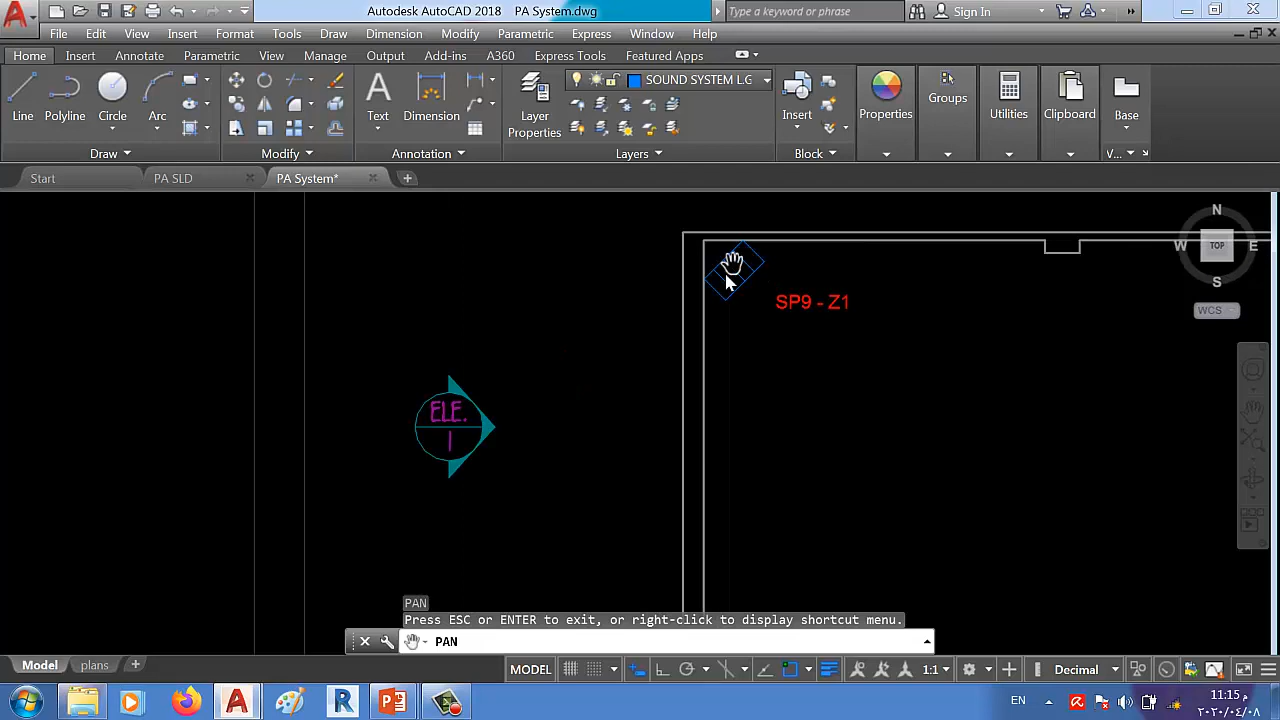 Autodesk AutoCAD 2018 PA System.dwg
Type a keyword or phrase
Sign In
File Edit View Insert Format Tools Draw Dimension Modify Parametric Express Window Help
Home Insert Annotate Parametric View Manage Output Add-ins A360 Express Tools Featured Apps
SOUND SYSTEM LG
Line Polyline Circle Arc
Text Dimension
Layer
Properties
Insert
Properties
Groups
Utilities
Clipboard
Base
Draw Modify Annotation Layers Block V...
Start PA SLD PA System*
N
W TOP E
S
WCS
SP9 - Z1
ELE.
1
PAN
Press ESC or ENTER to exit, or right-click to display shortcut menu.
PAN
Model plans
MODEL 1:1 Decimal
EN
11:15 م
٢٠٢٠/٠٤/٠٨